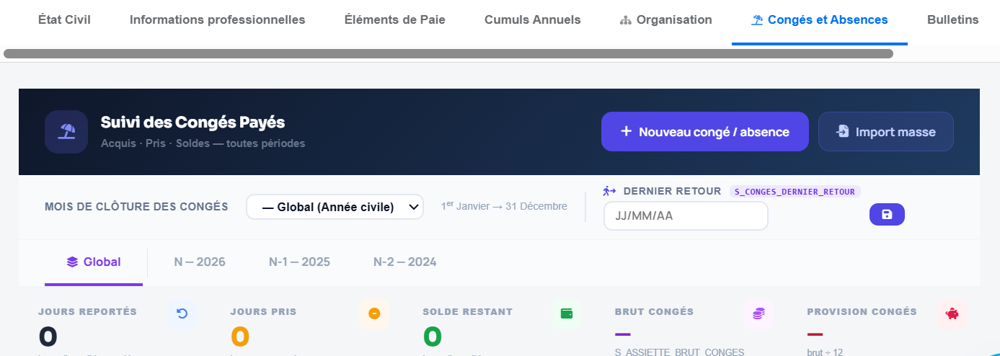 État Civil Informations professionnelles Éléments de Paie Cumuls Annuels Organisation Congés et Absences Bulletins
Suivi des Congés Payés
Acquis · Pris · Soldes — toutes périodes
+ Nouveau congé / absence
Import masse
MOIS DE CLÔTURE DES CONGÉS
— Global (Année civile)
1er Janvier → 31 Décembre
DERNIER RETOUR S_CONGES_DERNIER_RETOUR
JJ/MM/AA
Global N — 2026 N-1 — 2025 N-2 — 2024
JOURS REPORTÉS
0
JOURS PRIS
0
SOLDE RESTANT
0
BRUT CONGÉS
—
S_ASSIETTE_BRUT_CONGES
PROVISION CONGÉS
—
brut ÷ 12